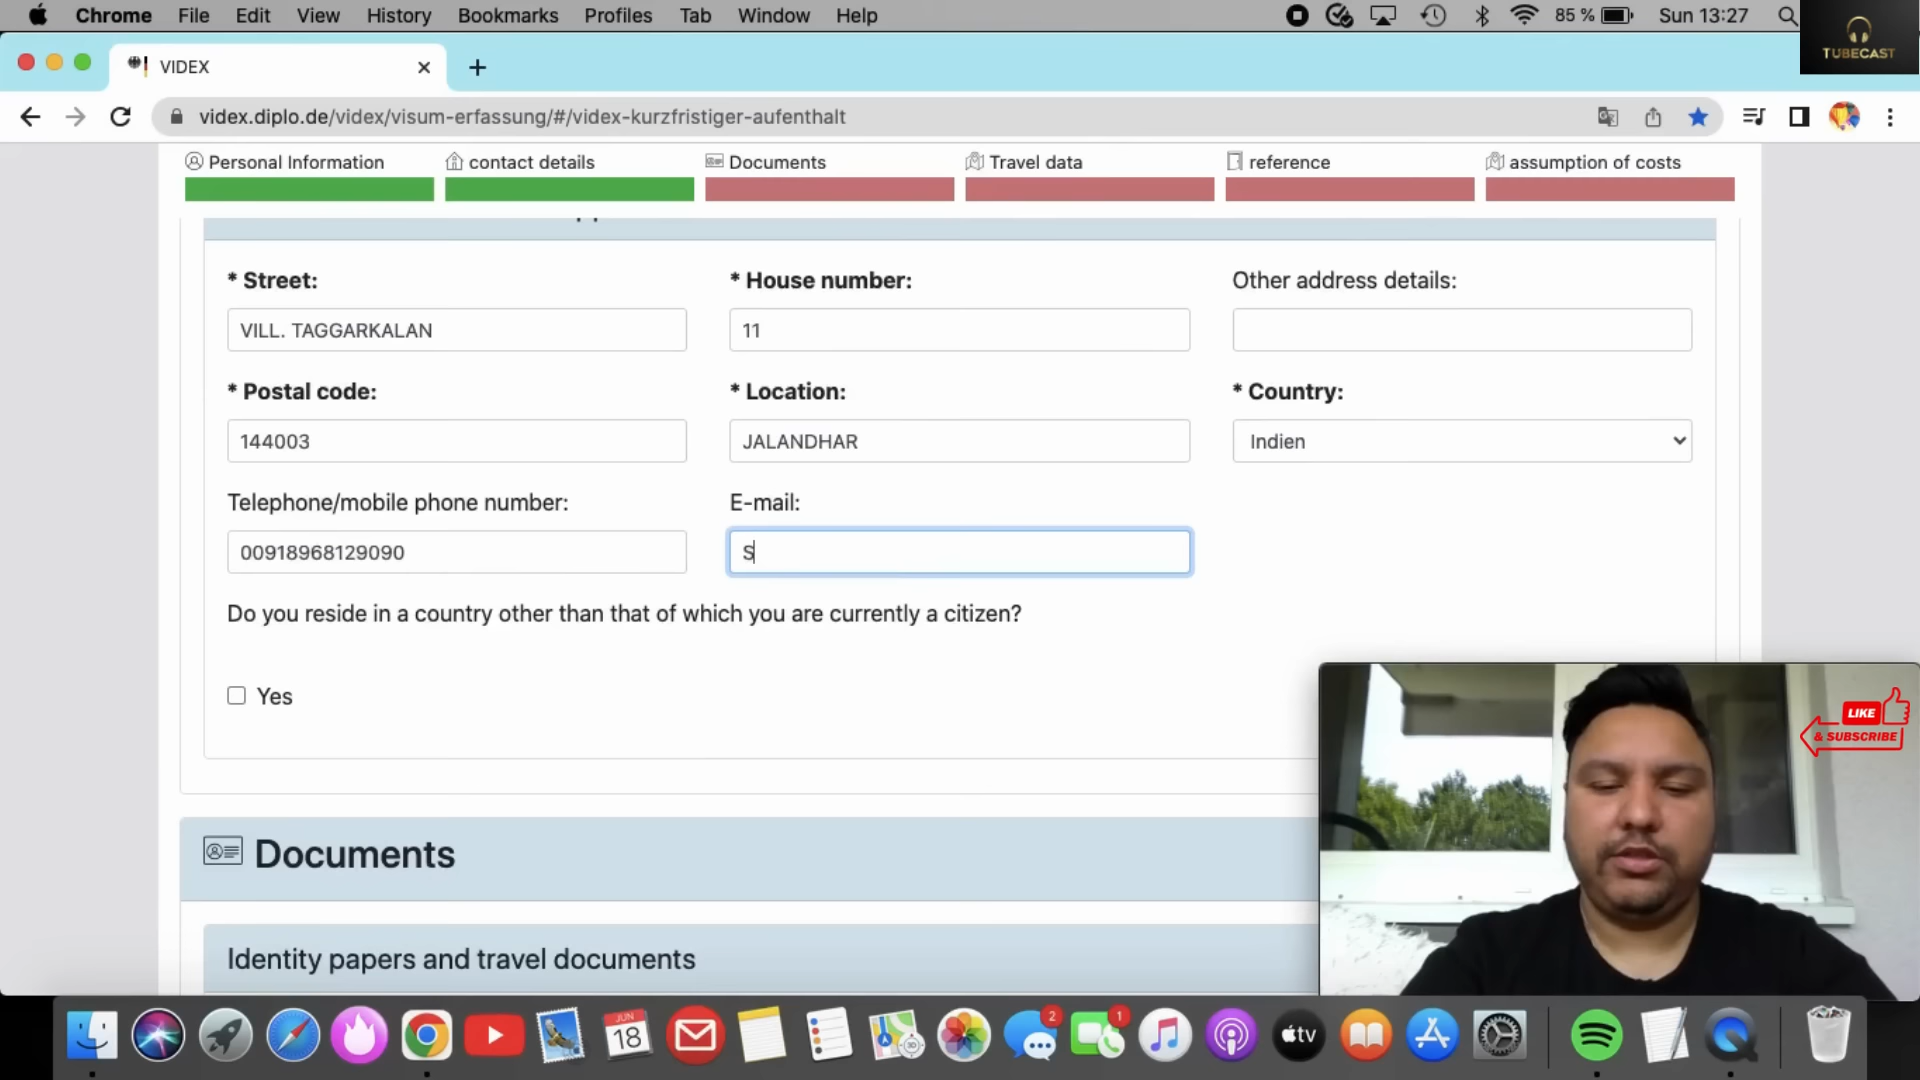 Chrome File Edit View History Bookmarks Profiles Tab Window Help 85 % Sun 13:27
TUBECAST
VIDEX
videx.diplo.de/videx/visum-erfassung/#/videx-kurzfristiger-aufenthalt
Personal Information contact details Documents Travel data reference assumption of costs
* Street: * House number: Other address details:
VILL. TAGGARKALAN 11
* Postal code: * Location: * Country:
144003 JALANDHAR Indien
Telephone/mobile phone number: E-mail:
00918968129090 S
Do you reside in a country other than that of which you are currently a citizen?
Yes
LIKE
& SUBSCRIBE
Documents
Identity papers and travel documents
JUN
18
2
1
tv